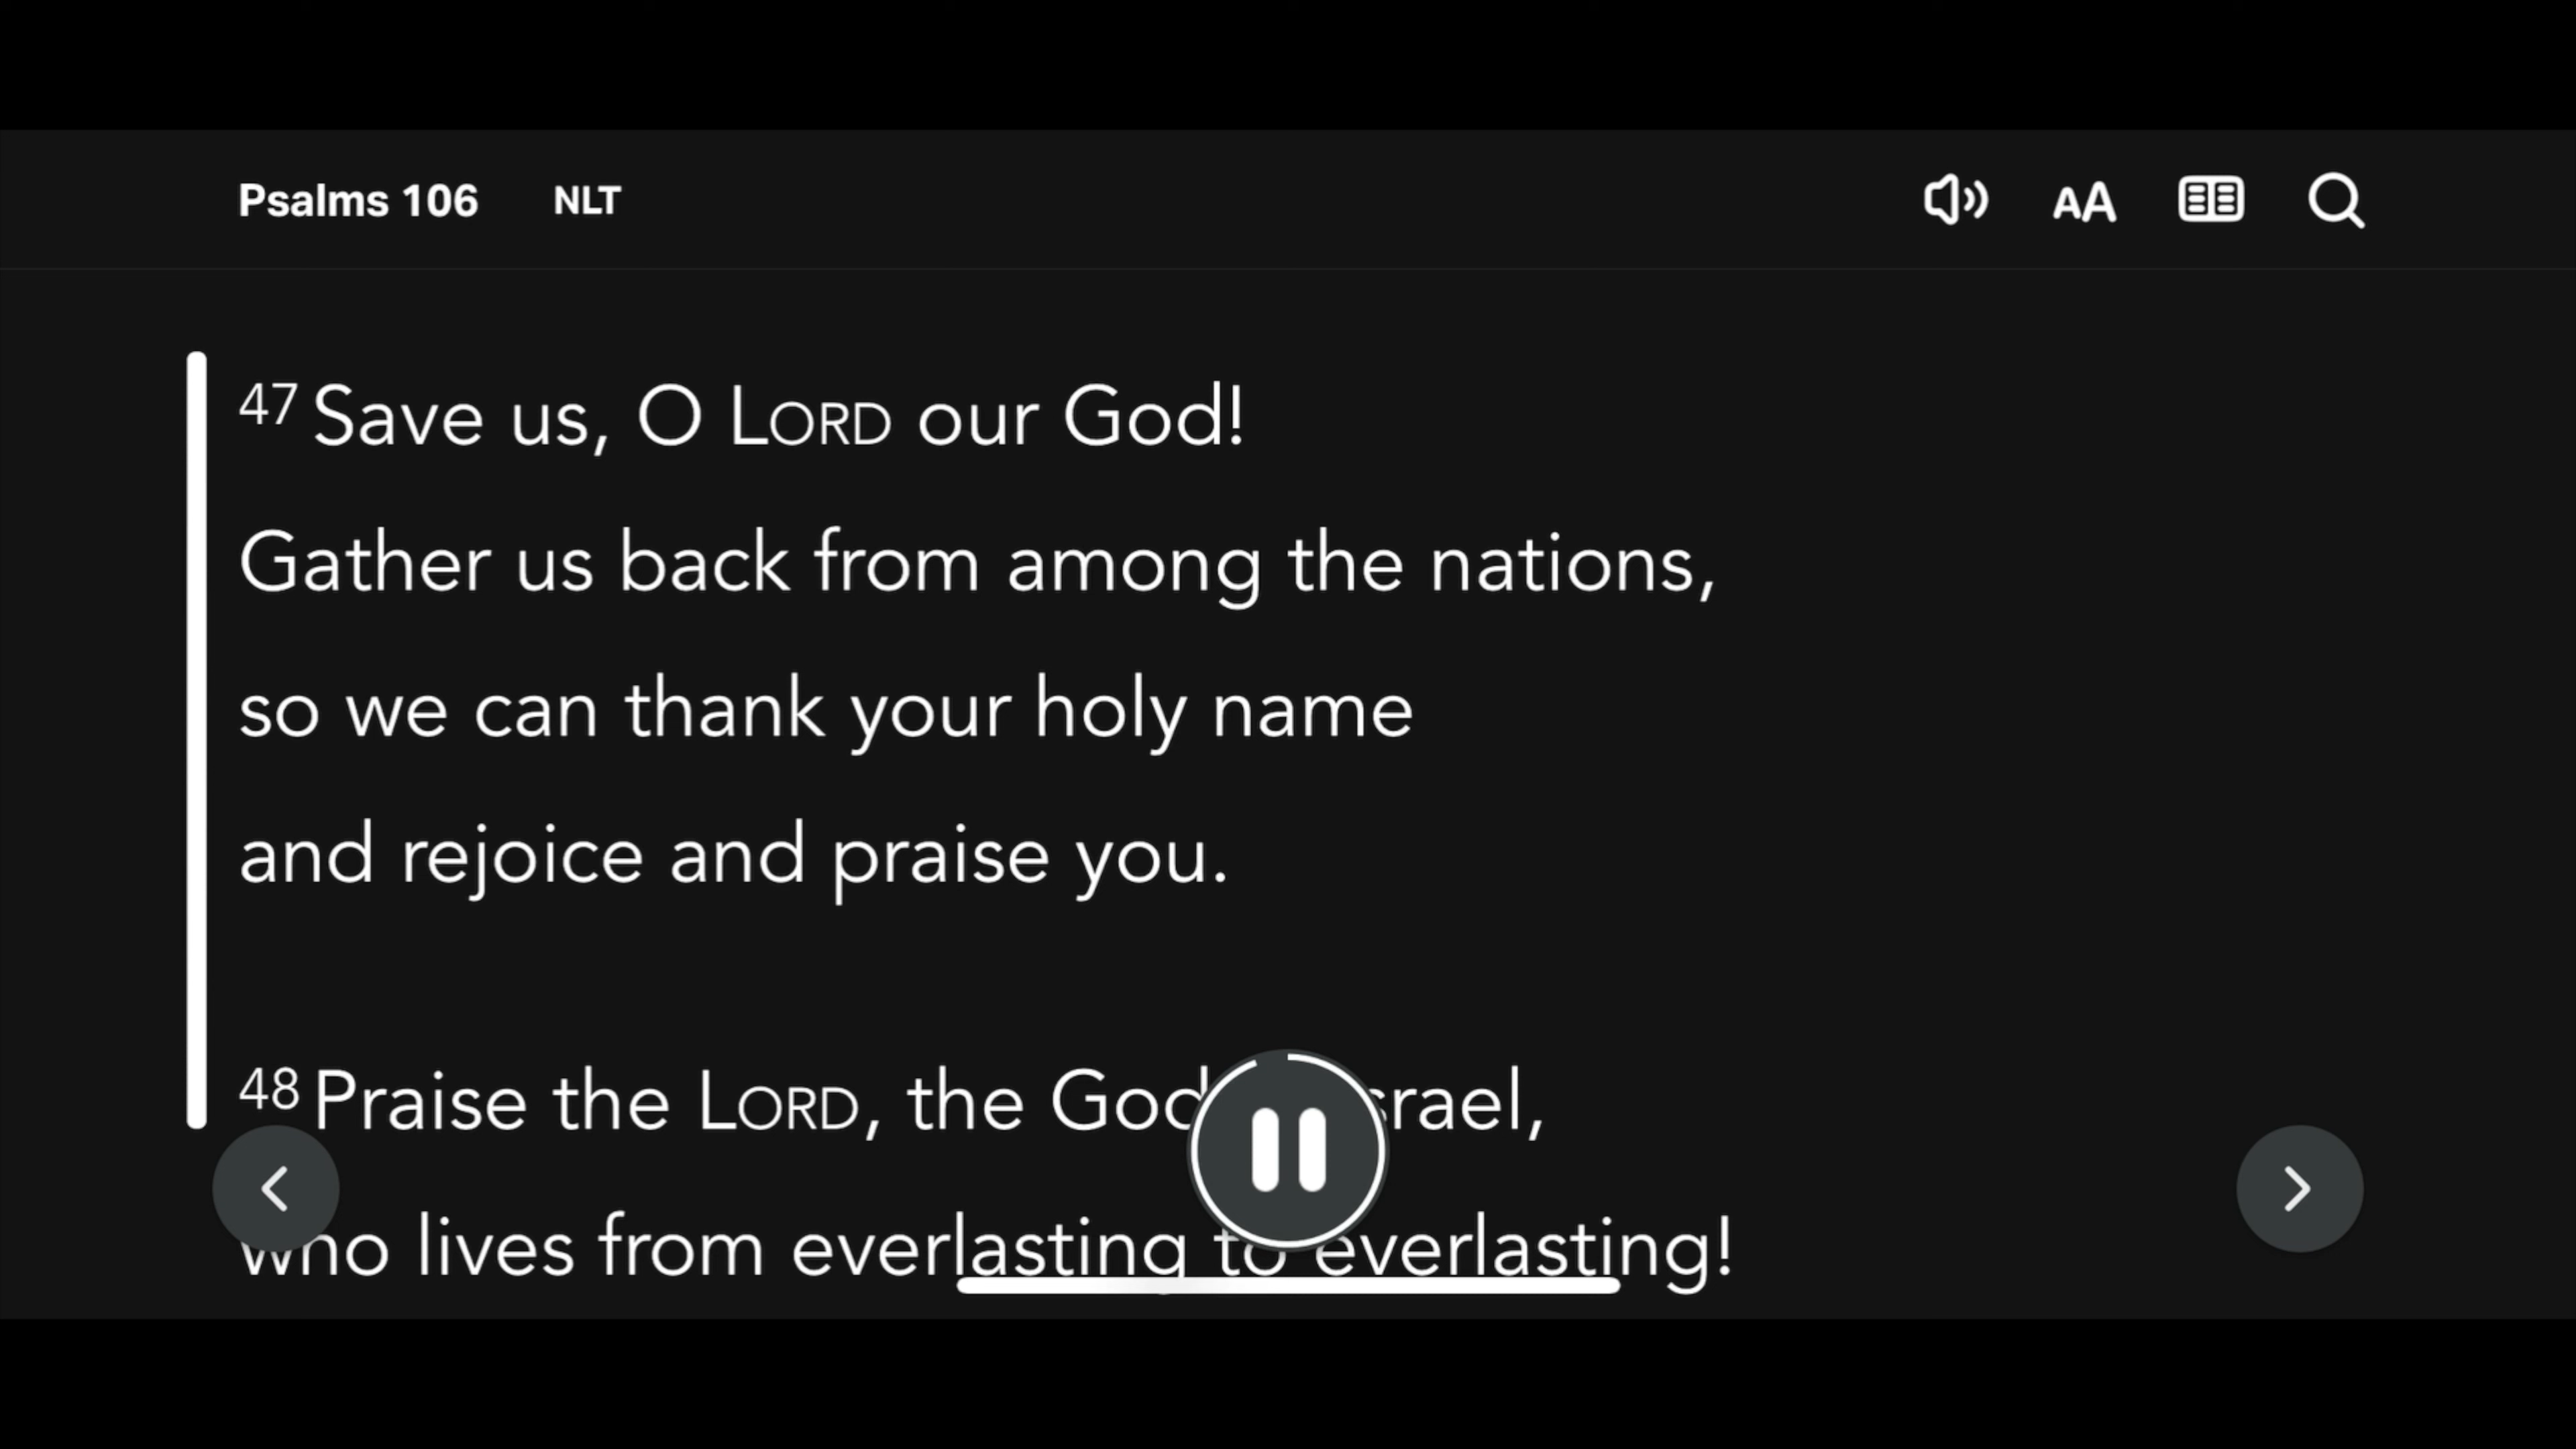 Psalms 106 NLT AA
47 Save us, O LORD our God!
Gather us back from among the nations,
so we can thank your holy name
and rejoice and praise you.
48 Praise the LORD, the God Israel,
who lives from everlasting to everlasting!